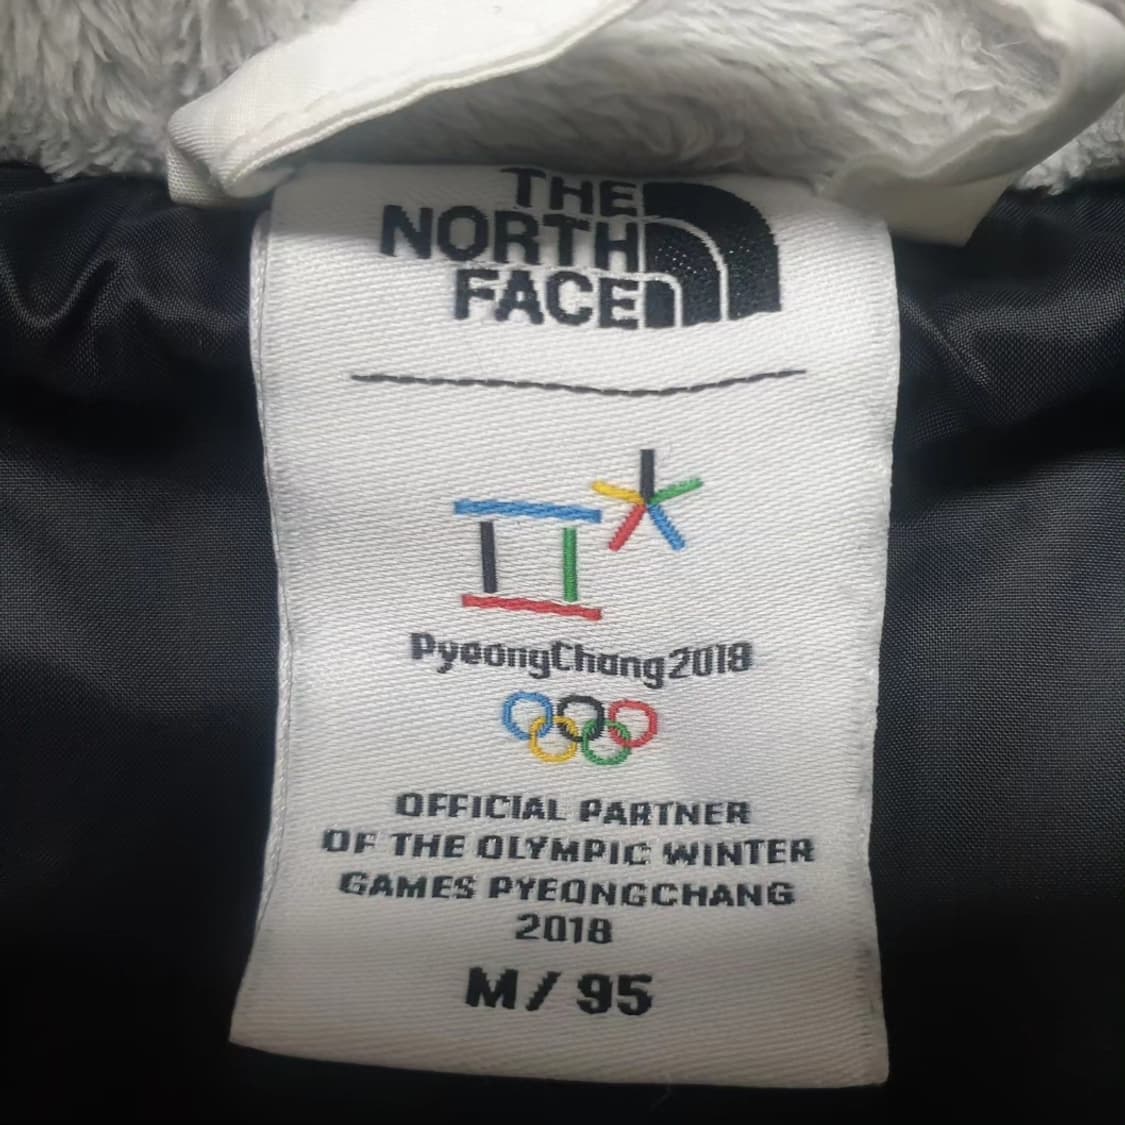 THE
NORTH
FACE
PyeongChang2018
OFFICIAL PARTNER
OF THE OLYMPIC WINTER
GAMES PYEONGCHANG
2018
M/ 95